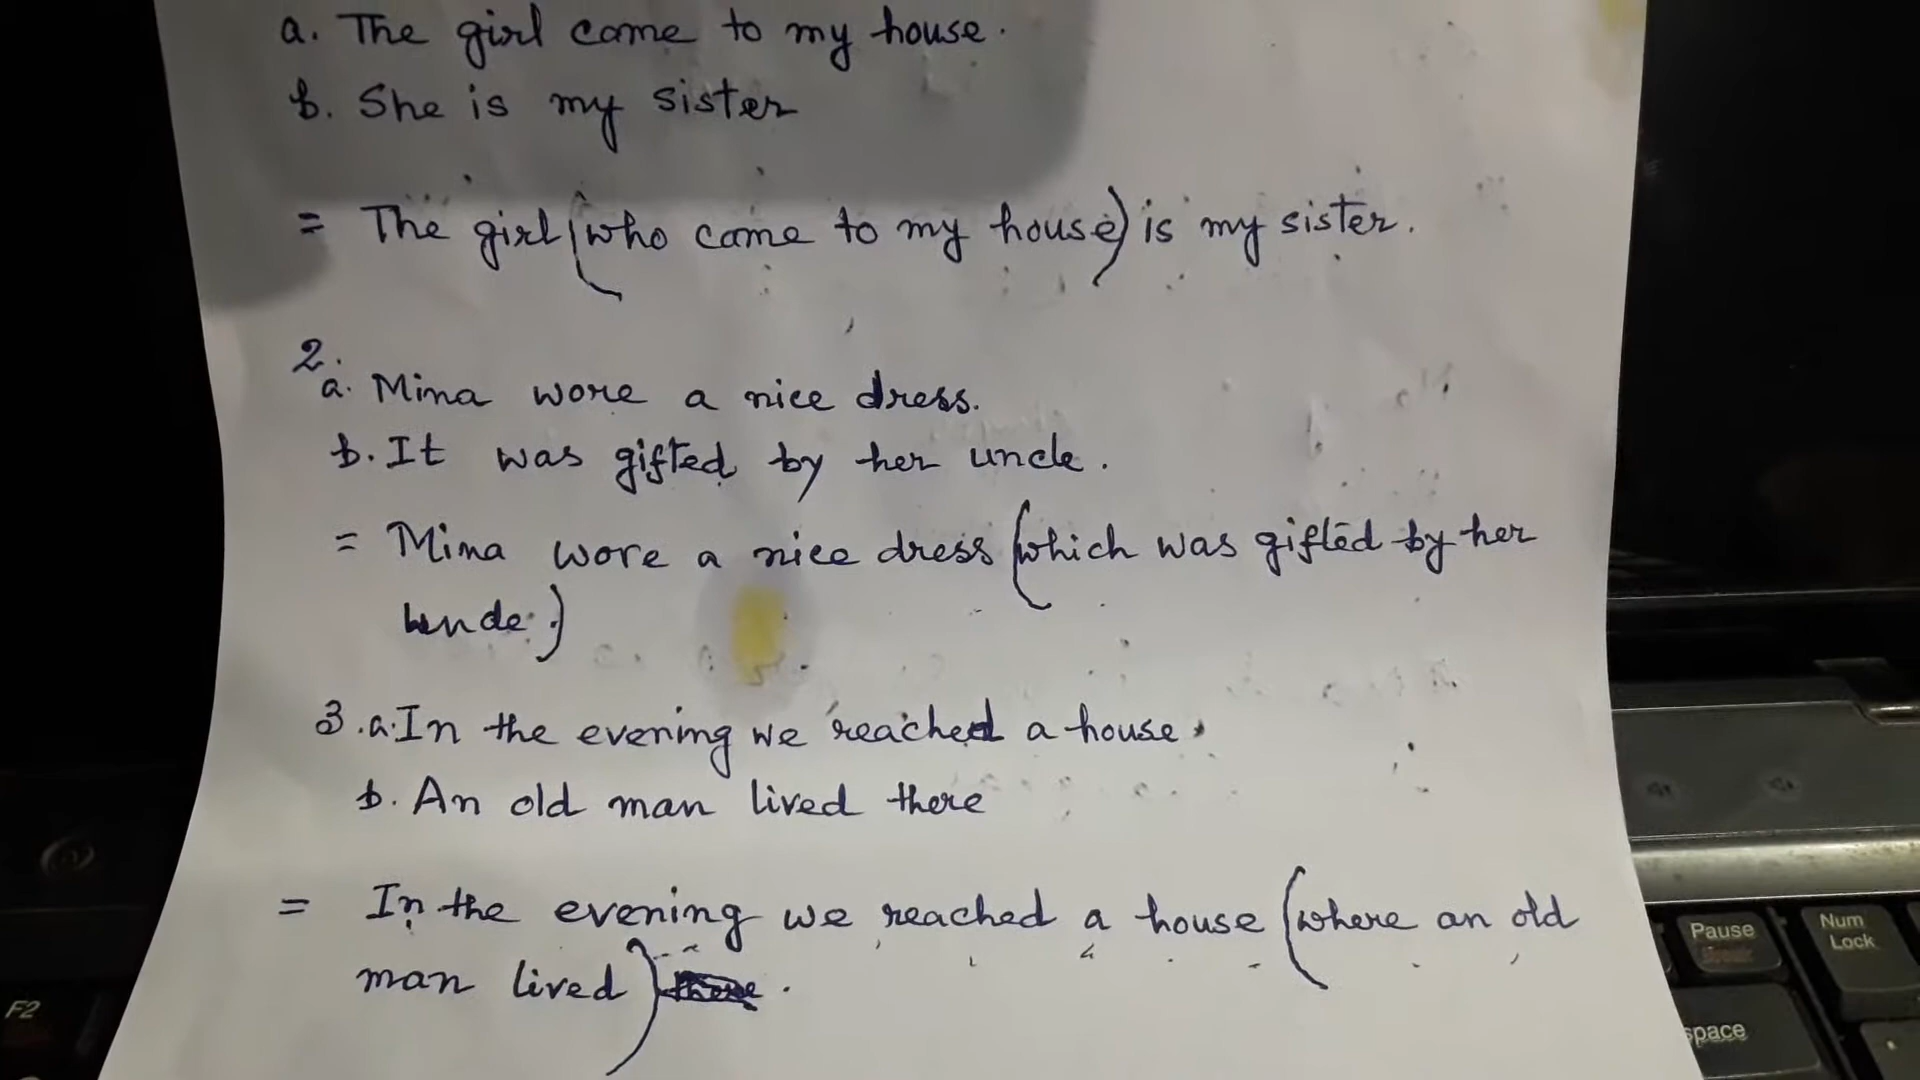 a. The girl came to my house.
b. She is my sister
= The girl (who came to my house) is my sister.
2.
a. Mina wore a nice dress.
b. It was gifted by her uncle.
= Mina wore a nice dress (which was gifted by her
uncle.)
3. a. In the evening we reached a house.
b. An old man lived there
= In the evening we reached a house (where an old
man lived) .
Pause
Break
Num
Lock
space
F2